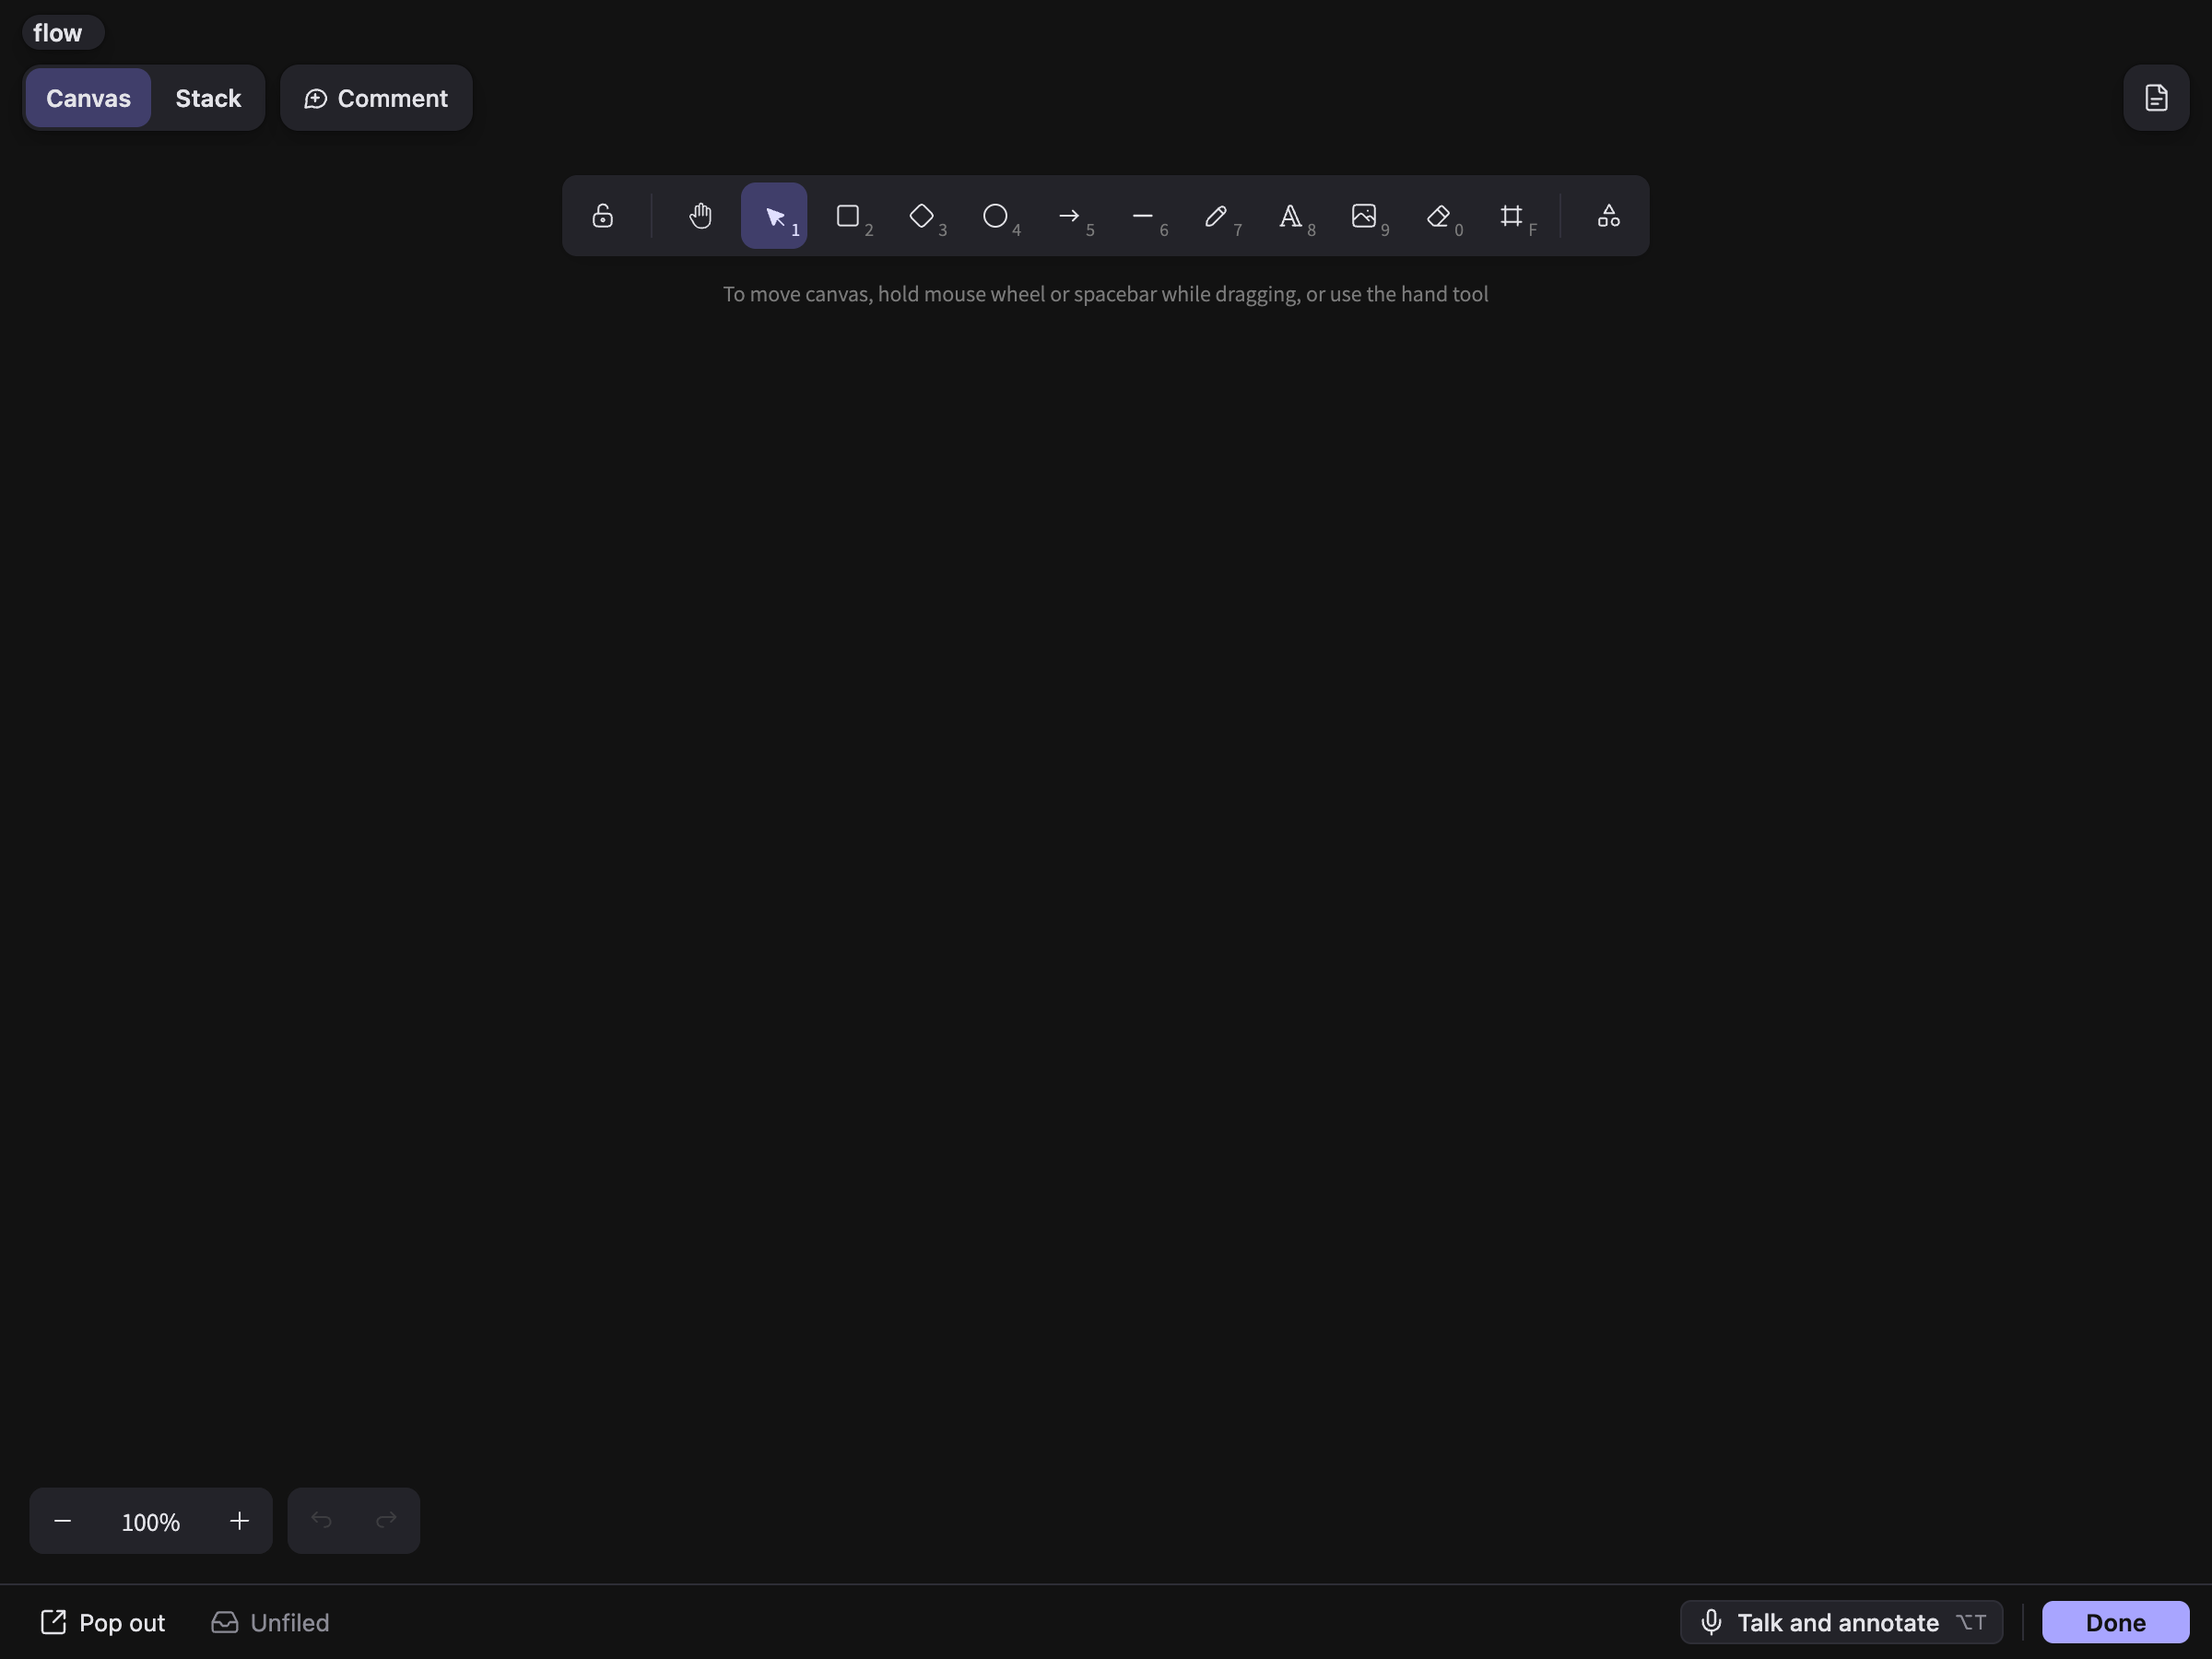 flow
Canvas Stack Comment
1 2 3 4 5 6 7 8 9 0 F
To move canvas, hold mouse wheel or spacebar while dragging, or use the hand tool
100%
Pop out Unfiled Talk and annotate ⌥T Done